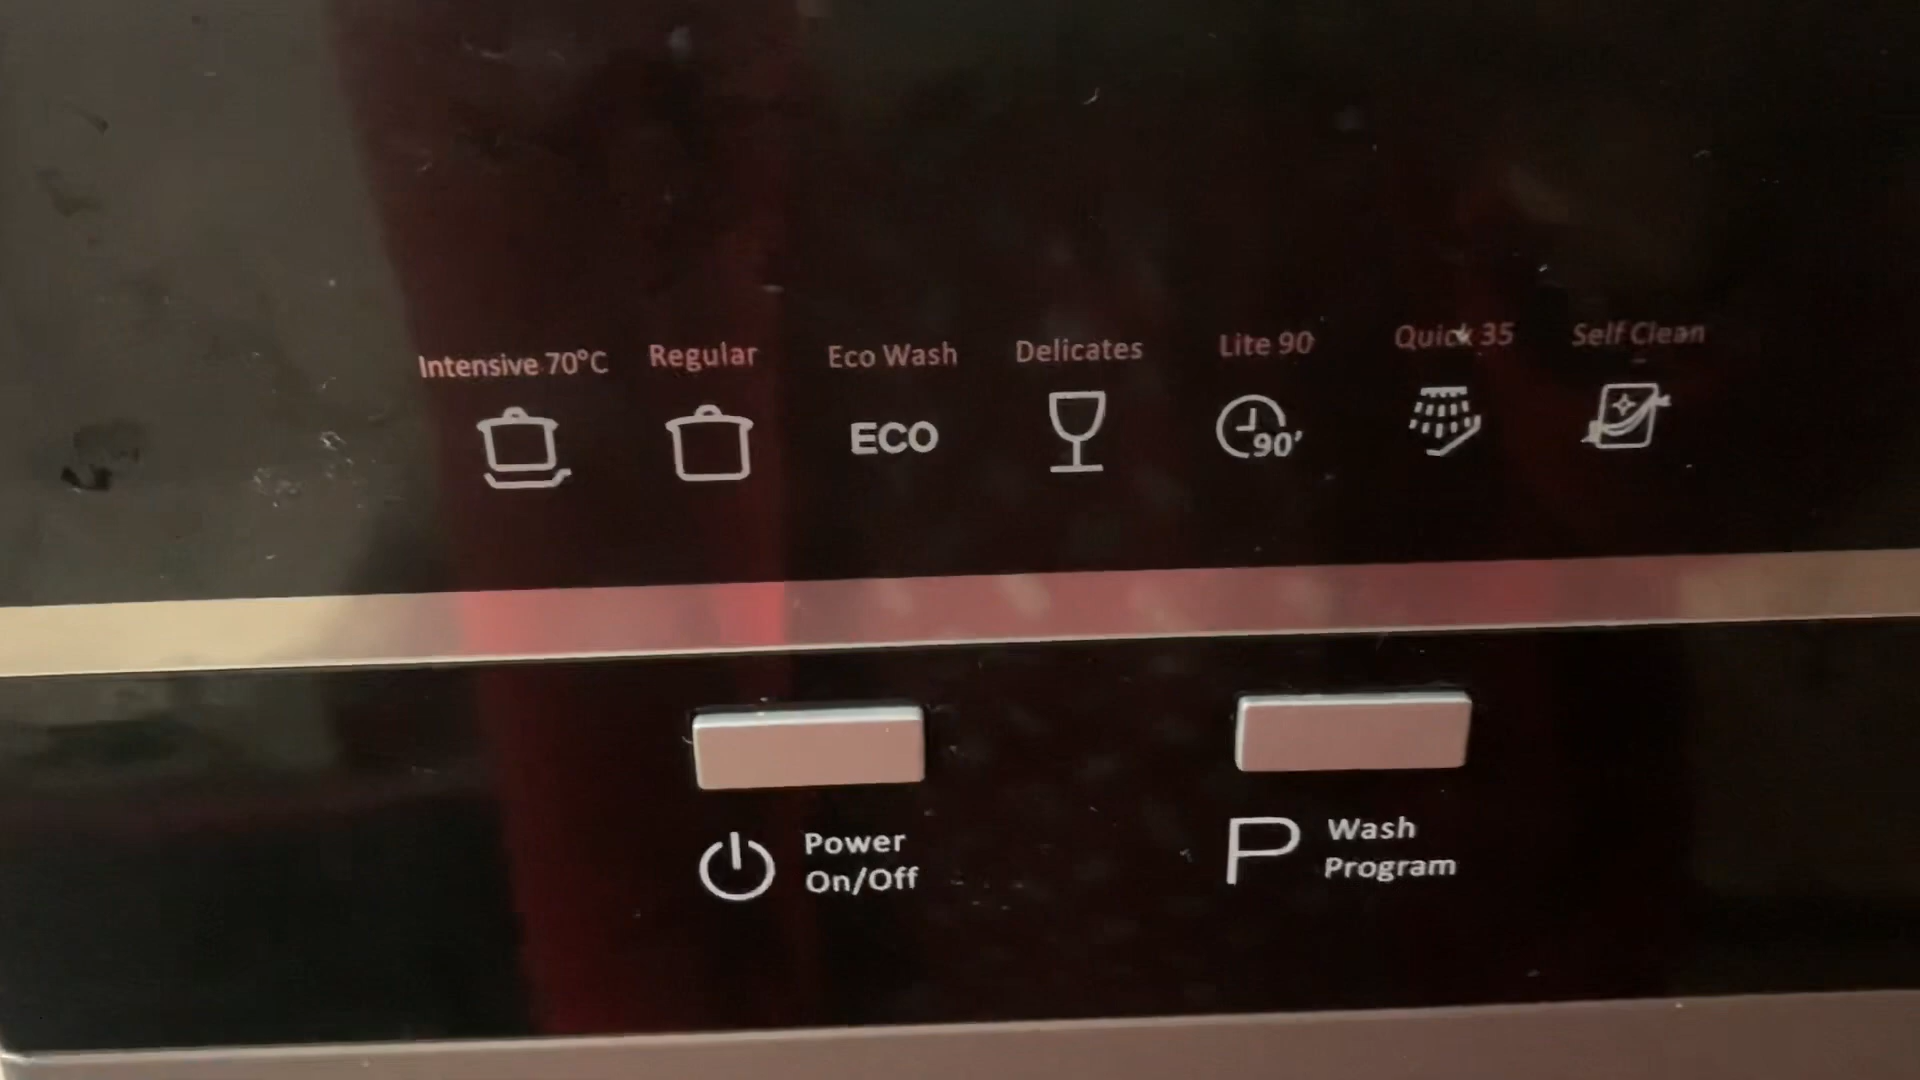 Intensive 70°C Regular Eco Wash Delicates Lite 90 Quick 35 Self Clean
ECO 90'
Power
On/Off
P Wash
Program